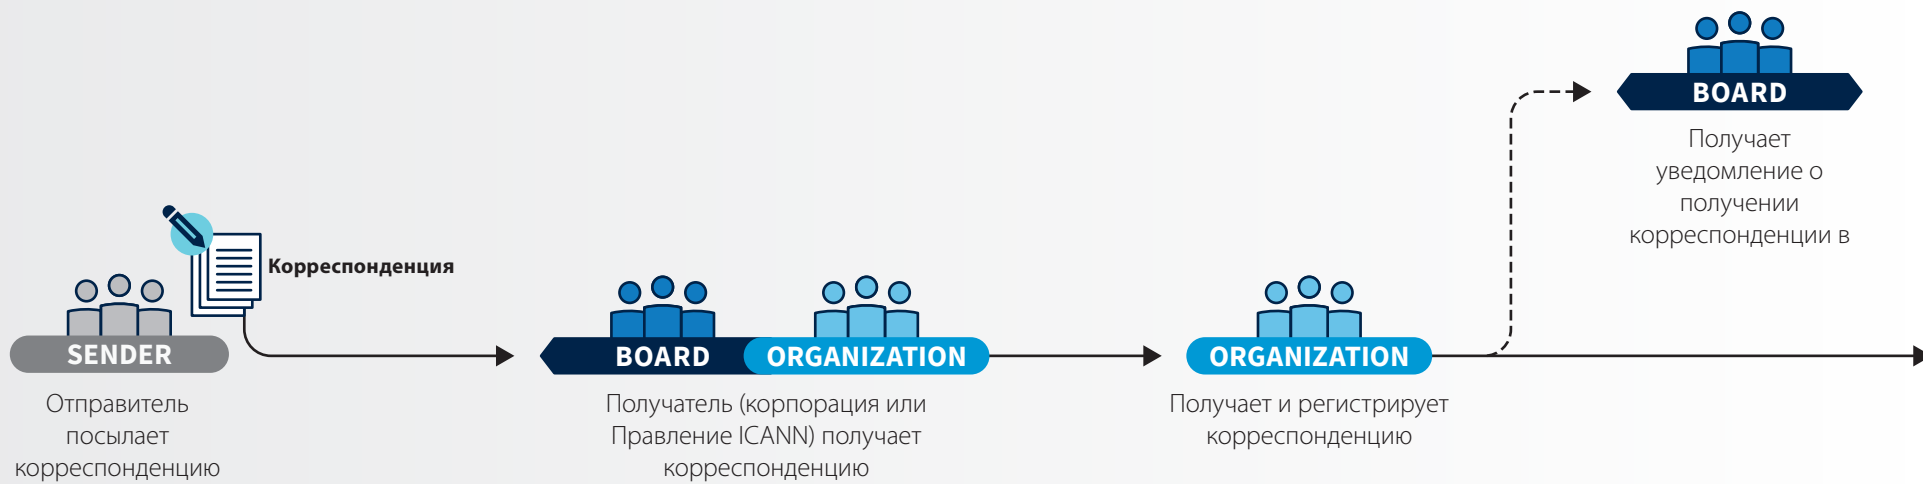 Корреспонденция
SENDER
Отправитель
посылает
корреспонденцию
BOARD
ORGANIZATION
Получатель (корпорация или
Правление ICANN) получает
корреспонденцию
ORGANIZATION
Получает и регистрирует
корреспонденцию
BOARD
Получает
уведомление о
получении
корреспонденции в